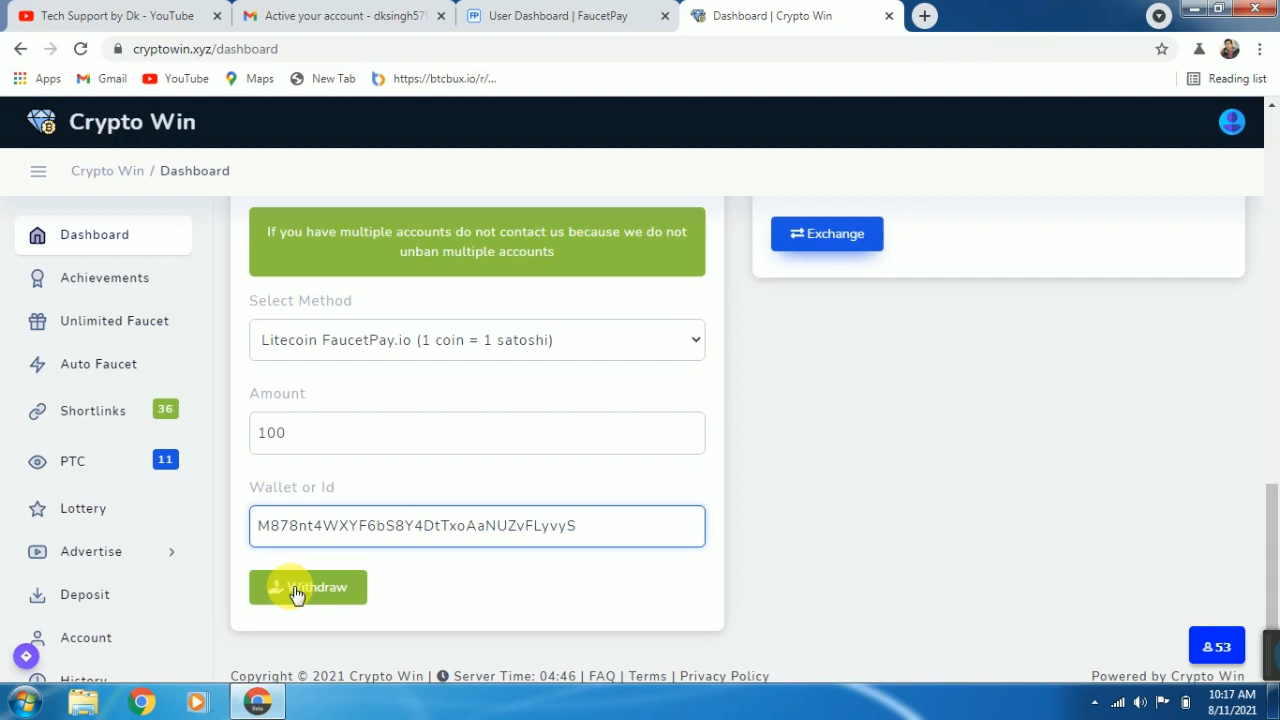 Tech Support by Dk - YouTube
Active your account - dksingh57
User Dashboard | FaucetPay
Dashboard | Crypto Win
cryptowin.xyz/dashboard
Apps
Gmail
YouTube
Maps
New Tab
https://btcbux.io/r/...
Reading list
Crypto Win
Crypto Win / Dashboard
Dashboard
Achievements
Unlimited Faucet
Auto Faucet
Shortlinks 36
PTC 11
Lottery
Advertise
Deposit
Account
History
If you have multiple accounts do not contact us because we do not
unban multiple accounts
Select Method
Litecoin FaucetPay.io (1 coin = 1 satoshi)
Amount
100
Wallet or Id
M878nt4WXYF6bS8Y4DtTxoAaNUZvFLyvyS
Withdraw
Exchange
53
Copyright © 2021 Crypto Win | Server Time: 04:46 | FAQ | Terms | Privacy Policy
Powered by Crypto Win
Beta
10:17 AM
8/11/2021